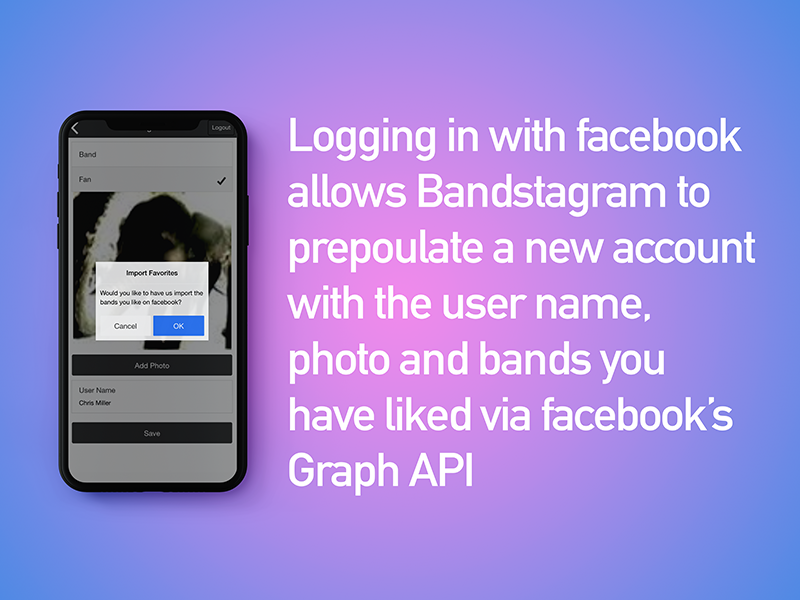 Logout
Band
Fan
Import Favorites
Would you like to have us import the
bands you like on facebook?
Cancel
OK
Add Photo
User Name
Chris Miller
Save
Logging in with facebook
allows Bandstagram to
prepoulate a new account
with the user name,
photo and bands you
have liked via facebook’s
Graph API